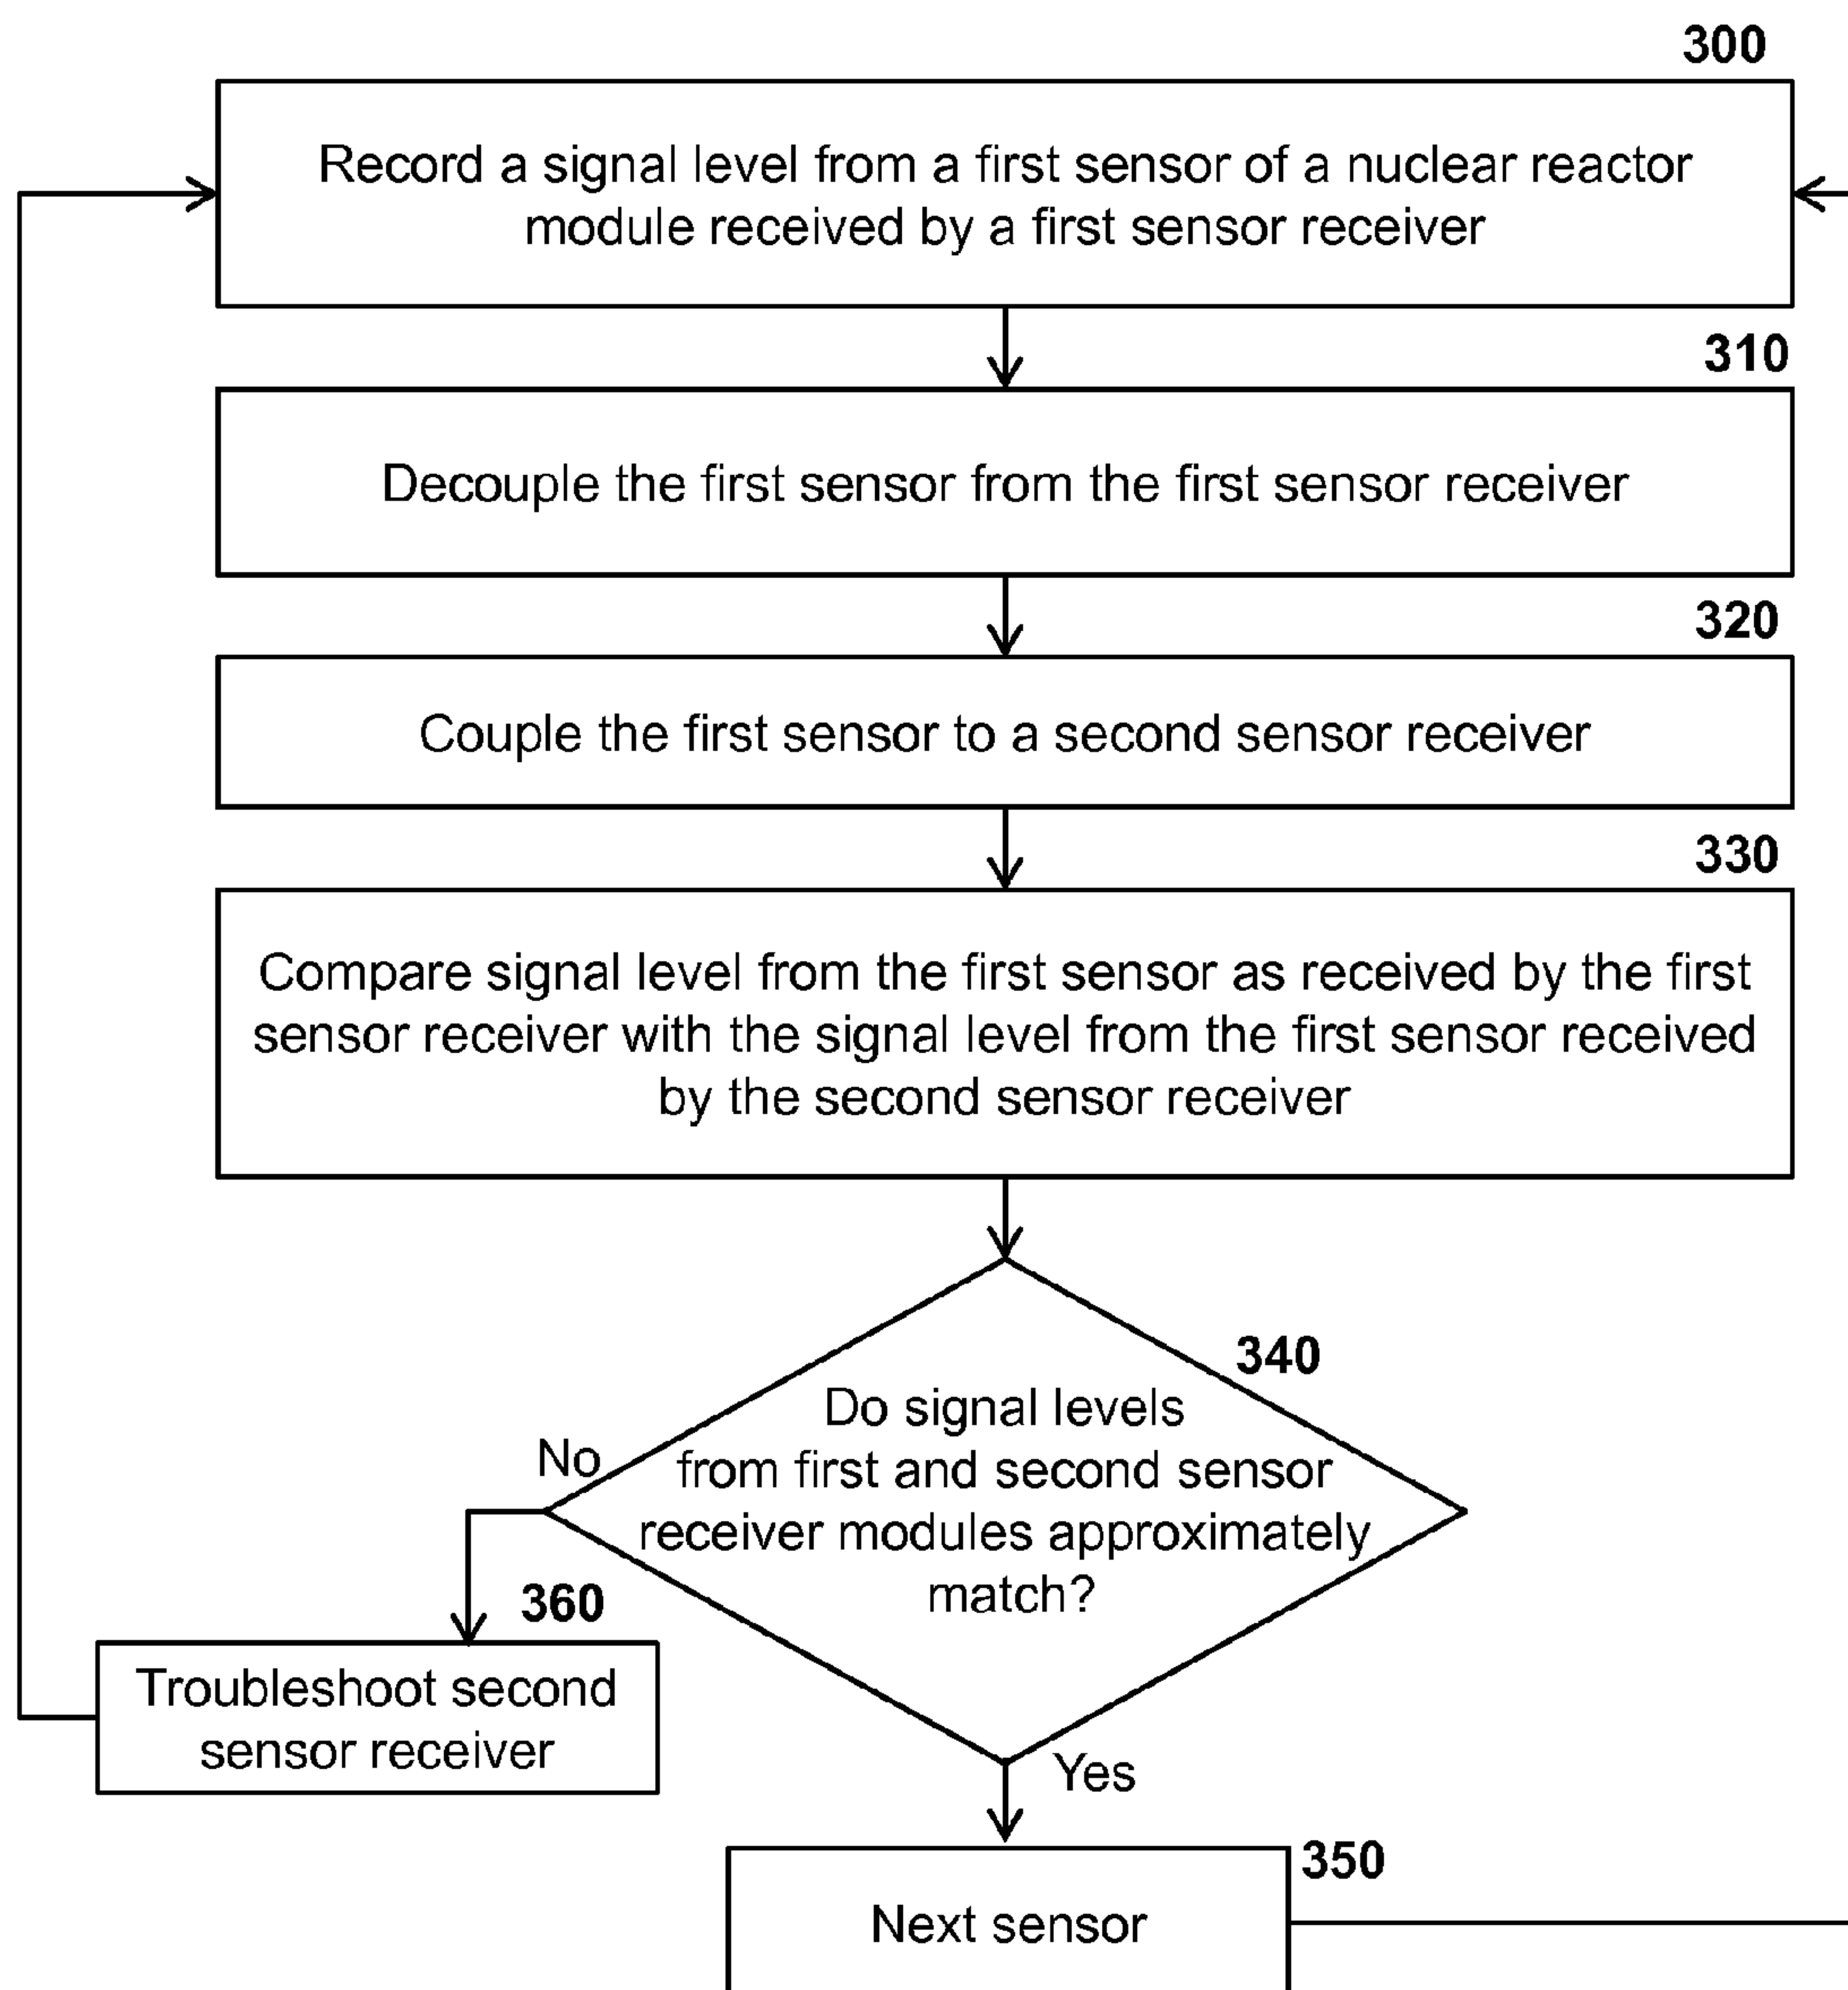 300
Record a signal level from a first sensor of a nuclear reactor
module received by a first sensor receiver
310
Decouple the first sensor from the first sensor receiver
320
Couple the first sensor to a second sensor receiver
330
Compare signal level from the first sensor as received by the first
sensor receiver with the signal level from the first sensor received
by the second sensor receiver
340
Do signal levels
from first and second sensor
receiver modules approximately
match?
No
360
Troubleshoot second
sensor receiver
Yes
350
Next sensor